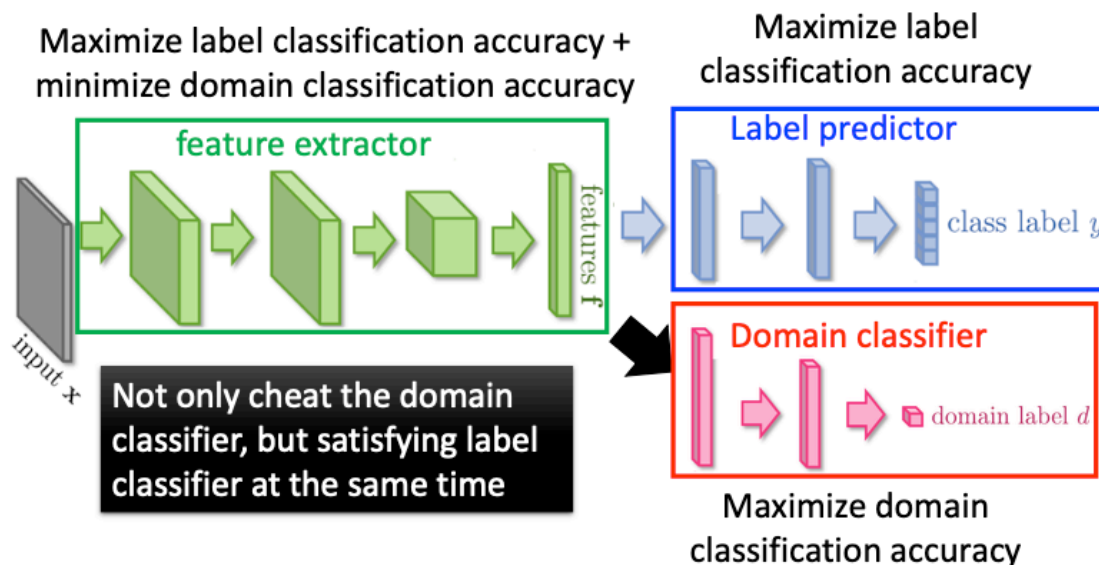 Maximize label classification accuracy +
minimize domain classification accuracy
Maximize label
classification accuracy
feature extractor
input x
features f
Label predictor
class label y
Domain classifier
domain label d
Not only cheat the domain
classifier, but satisfying label
classifier at the same time
Maximize domain
classification accuracy